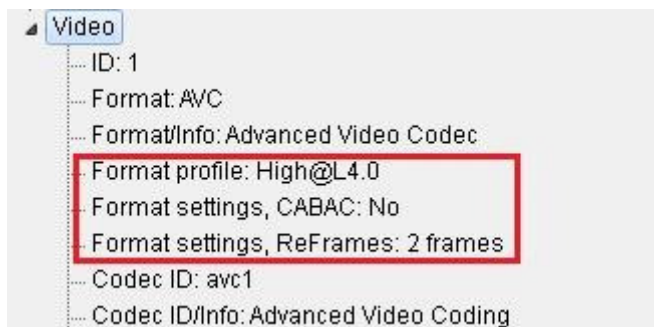 Video
ID: 1
Format: AVC
Format/Info: Advanced Video Codec
Format profile: High@L4.0
Format settings, CABAC: No
Format settings, ReFrames: 2 frames
Codec ID: avc1
Codec ID/Info: Advanced Video Coding